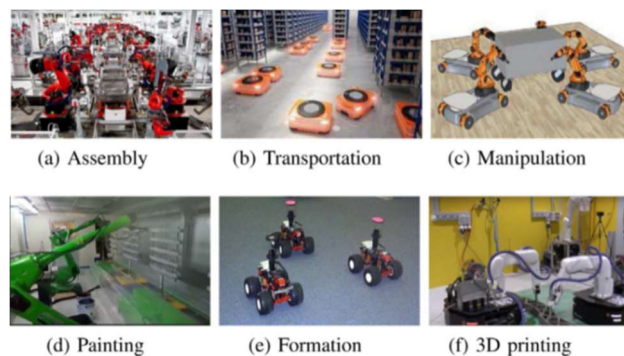 (a) Assembly
(b) Transportation
(c) Manipulation
(d) Painting
(e) Formation
(f) 3D printing